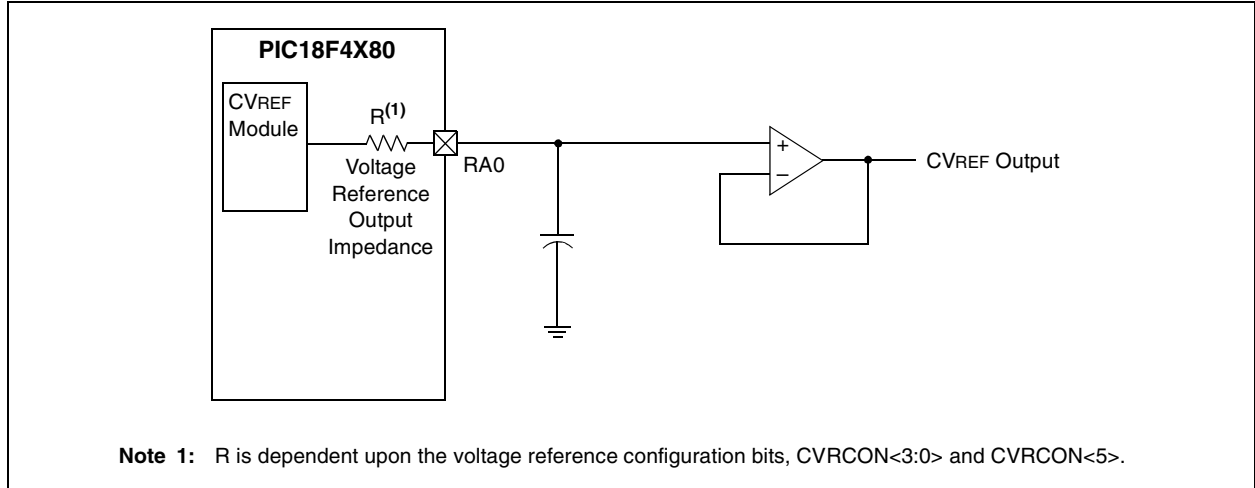 PIC18F4X80
CVREF
Module
R(1)
Voltage
Reference
Output
Impedance
RA0
+
–
CVREF Output
Note 1: R is dependent upon the voltage reference configuration bits, CVRCON<3:0> and CVRCON<5>.